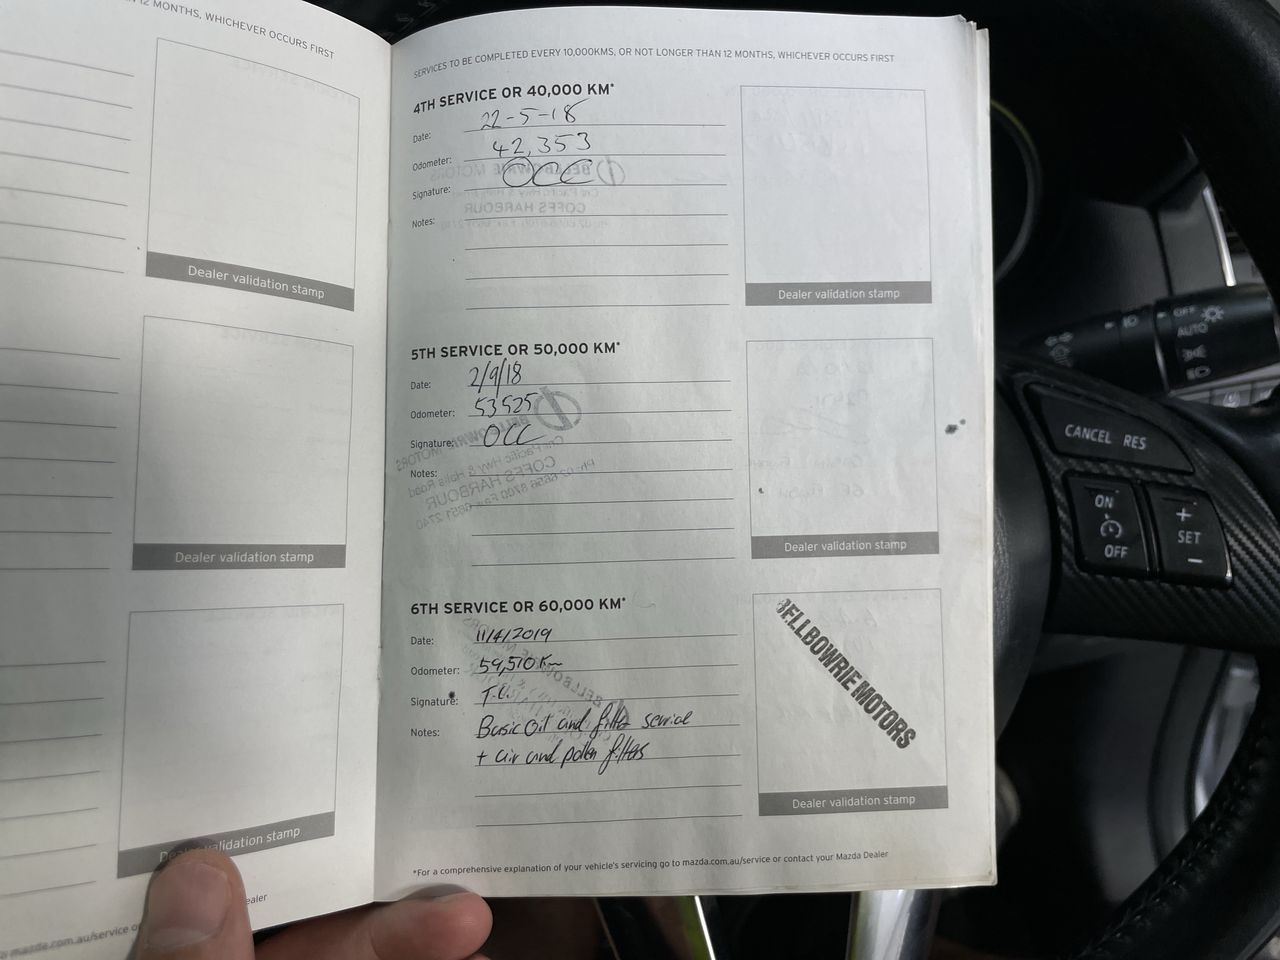 12 MONTHS, WHICHEVER OCCURS FIRST
Dealer validation stamp
Dealer validation stamp
validation stamp
ealer
mazda.com.au/service o
SERVICES TO BE COMPLETED EVERY 10,000KMS, OR NOT LONGER THAN 12 MONTHS, WHICHEVER OCCURS FIRST
4TH SERVICE OR 40,000 KM*
Date: 22-5-18
Odometer: 42,353
Signature: OCC
Notes:
Dealer validation stamp
5TH SERVICE OR 50,000 KM*
Date: 2/9/18
Odometer: 53525
Signature: OCC
Notes:
Dealer validation stamp
6TH SERVICE OR 60,000 KM*
Date: 11/4/2019
Odometer: 59,510 Km
Signature: T.U.
Notes: Basic Oil and filter service
+ air and pollen filters
BELLBOWRIE MOTORS
Dealer validation stamp
*For a comprehensive explanation of your vehicle's servicing go to mazda.com.au/service or contact your Mazda Dealer
OFF
AUTO
CANCEL RES
ON
OFF
+
SET
-